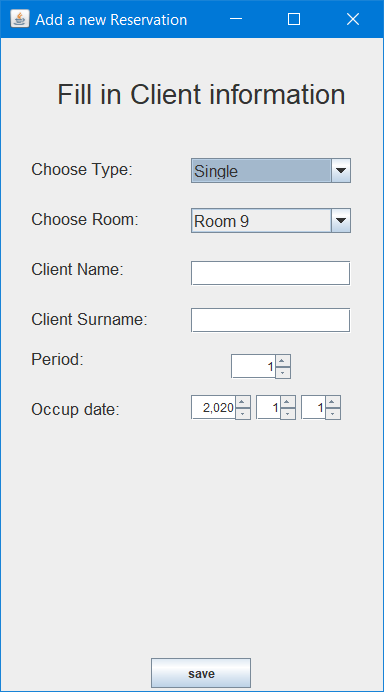 Add a new Reservation
Fill in Client information
Choose Type: Single
Choose Room: Room 9
Client Name:
Client Surname:
Period: 1
Occup date: 2,020 1 1
save